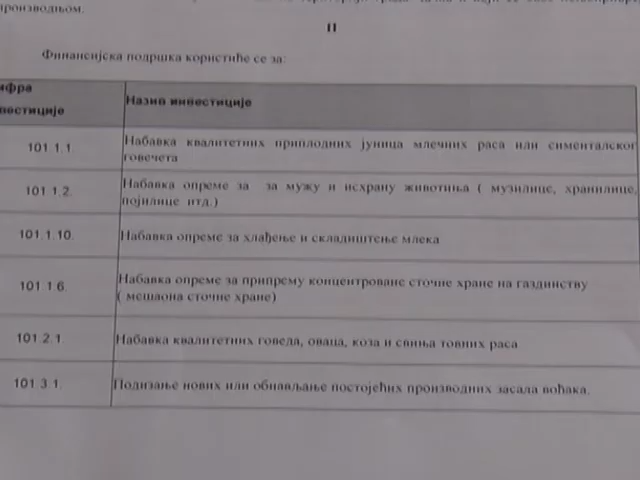 производњом.
II
Финансијска подршка користиће се за:
ифра
вестиције
Назив инвестиције
101.1.1
Набавка квалитетних приплодних јуница млечних раса или сименталског
говечета
101.1.2.
Набавка опреме за за мужу и исхрану животиња ( музилице, хранилице,
појилице итд.)
101.1.10.
Набавка опреме за хлађење и складиштење млека
101.1.6.
Набавка опреме за припрему концентроване сточне хране на газдинству
( мешаона сточне хране)
101.2.1.
Набавка квалитетних говеда, оваца, коза и свиња товних раса
101.3.1.
Подизање нових или обнављање постојећих производних засада воћака.